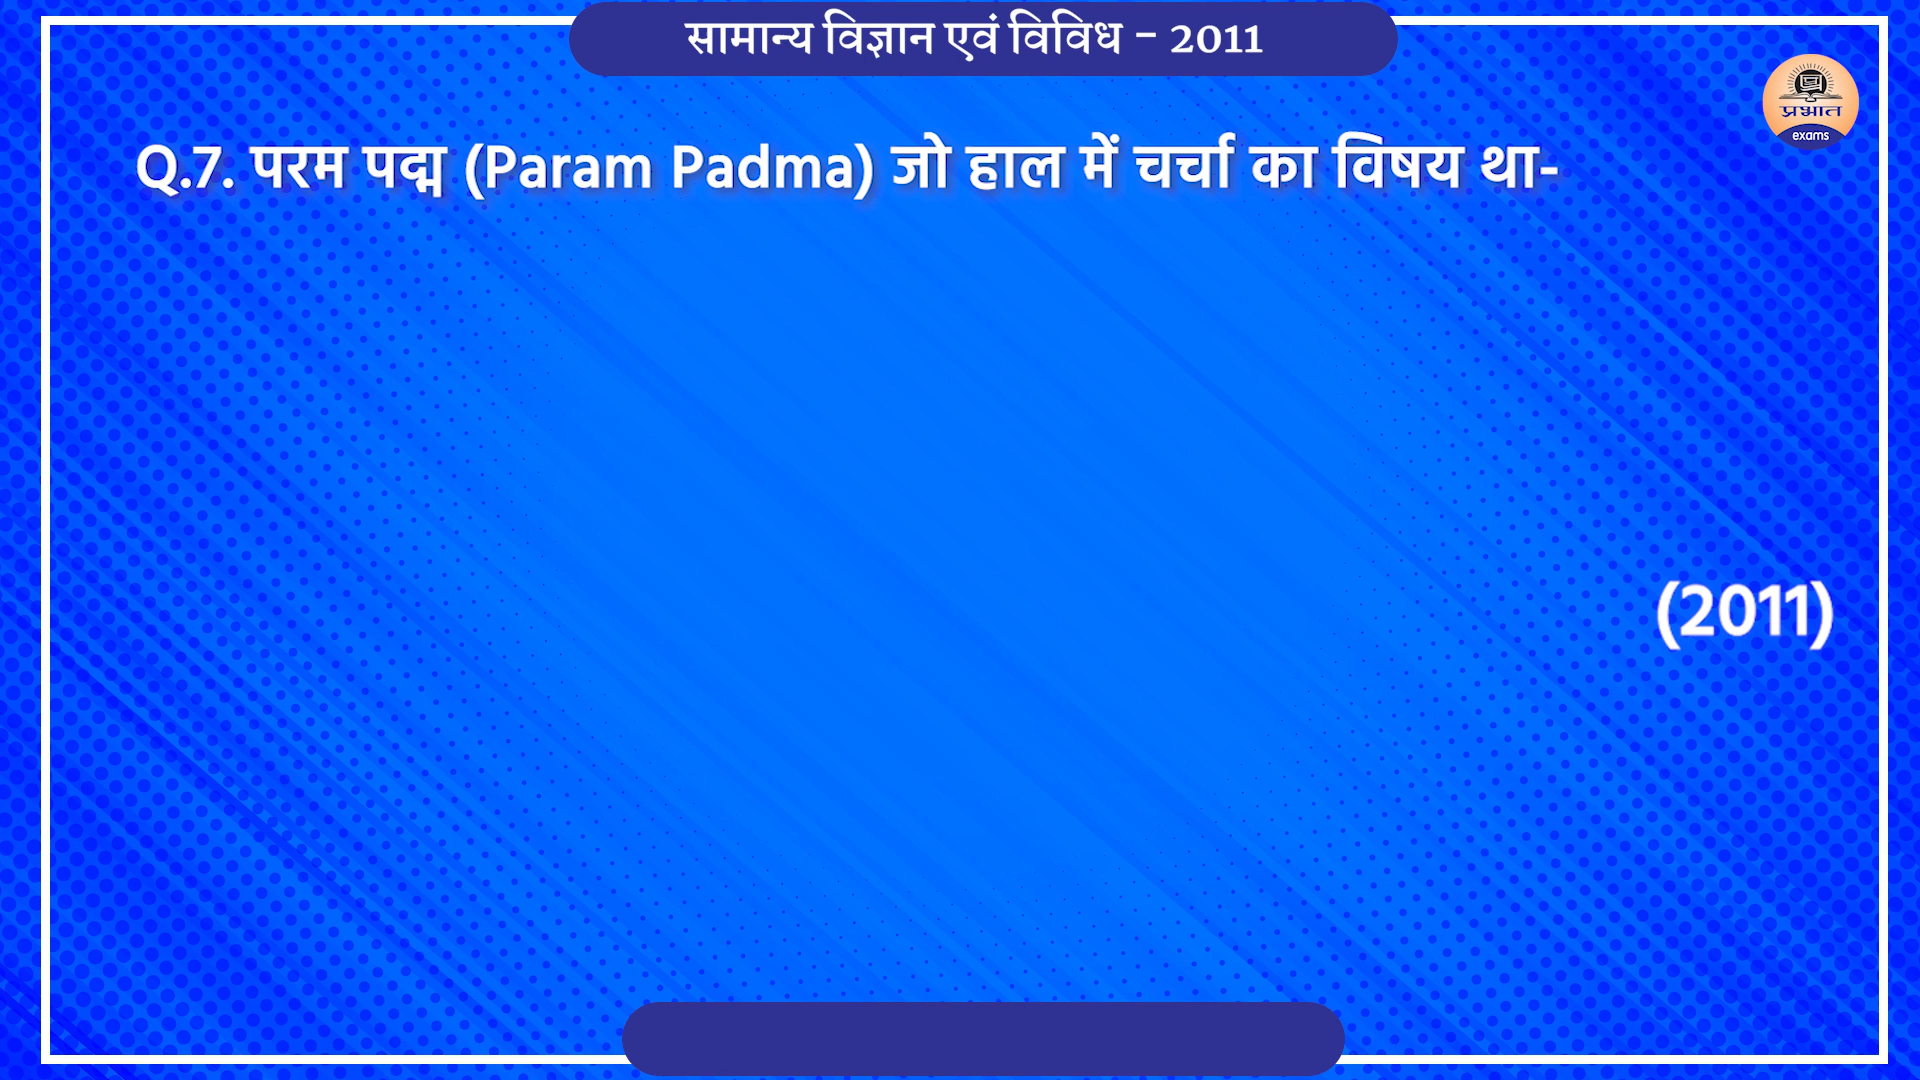 सामान्य विज्ञान एवं विविध – 2011
प्रभात
exams
Q.7. परम पद्म (Param Padma) जो हाल में चर्चा का विषय था-
(2011)